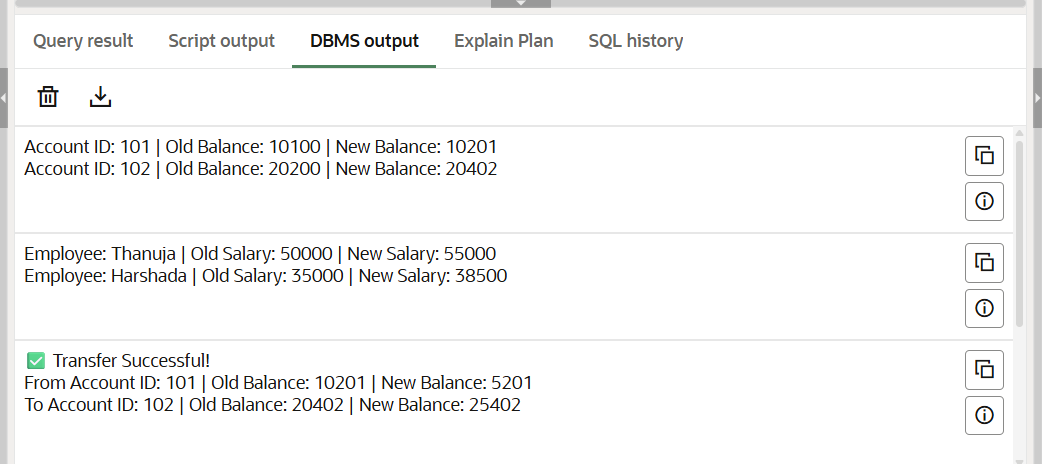 Query result Script output DBMS output Explain Plan SQL history
Account ID: 101 | Old Balance: 10100 | New Balance: 10201
Account ID: 102 | Old Balance: 20200 | New Balance: 20402
Employee: Thanuja | Old Salary: 50000 | New Salary: 55000
Employee: Harshada | Old Salary: 35000 | New Salary: 38500
✅ Transfer Successful!
From Account ID: 101 | Old Balance: 10201 | New Balance: 5201
To Account ID: 102 | Old Balance: 20402 | New Balance: 25402